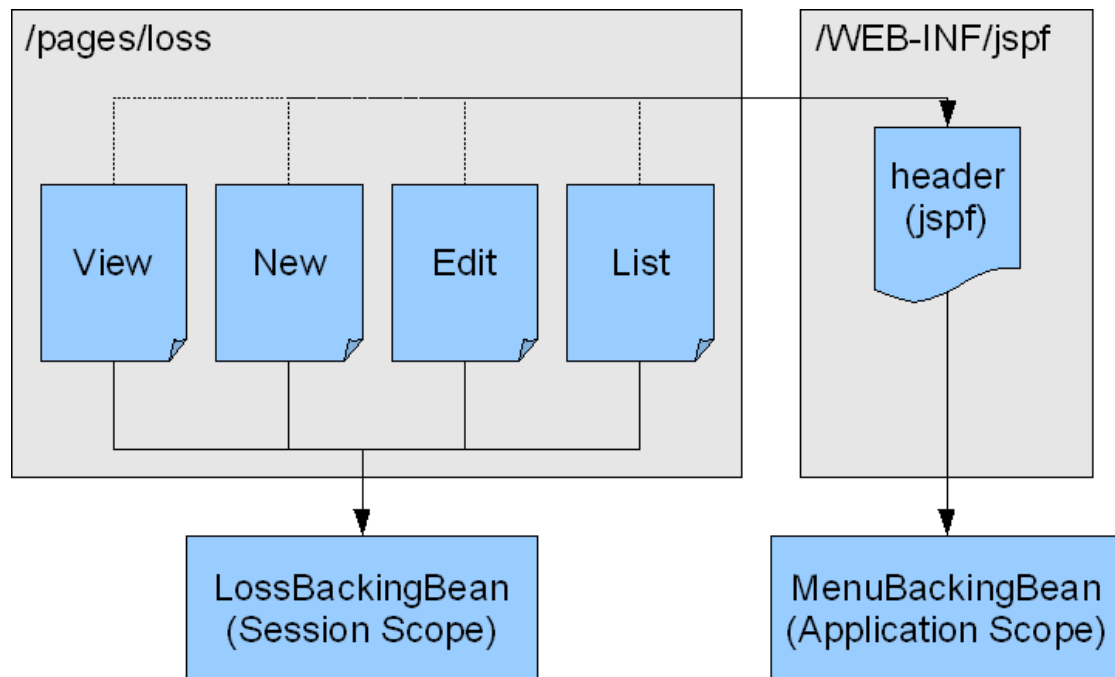 /pages/loss
/WEB-INF/jspf
View
New
Edit
List
header
(jspf)
LossBackingBean
(Session Scope)
MenuBackingBean
(Application Scope)